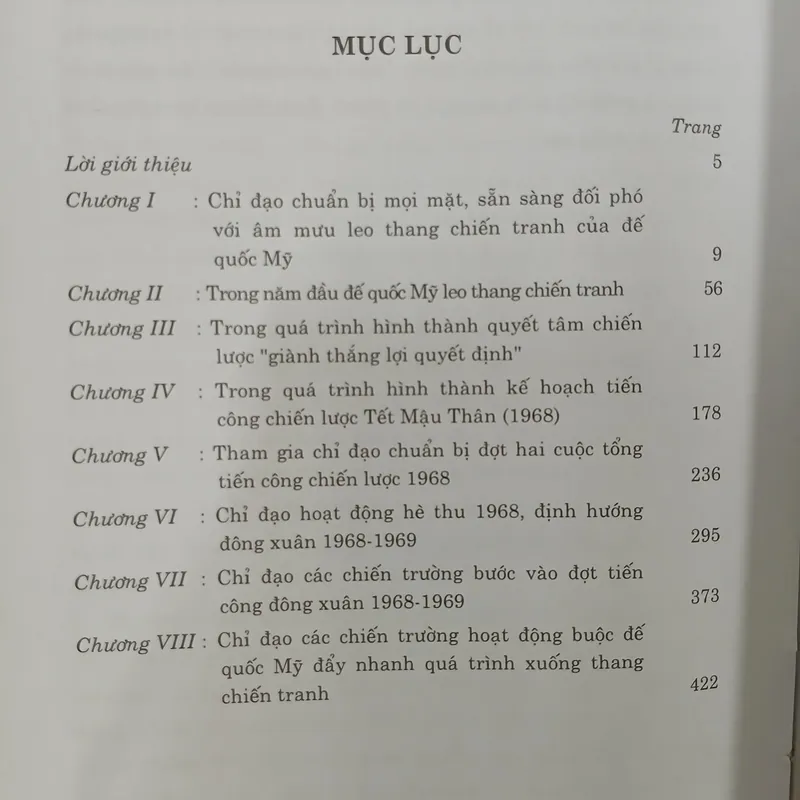 MỤC LỤC
Trang
Lời giới thiệu 5
Chương I : Chỉ đạo chuẩn bị mọi mặt, sẵn sàng đối phó
với âm mưu leo thang chiến tranh của đế
quốc Mỹ 9
Chương II : Trong năm đầu đế quốc Mỹ leo thang chiến tranh 56
Chương III : Trong quá trình hình thành quyết tâm chiến
lược "giành thắng lợi quyết định" 112
Chương IV : Trong quá trình hình thành kế hoạch tiến
công chiến lược Tết Mậu Thân (1968) 178
Chương V : Tham gia chỉ đạo chuẩn bị đợt hai cuộc tổng
tiến công chiến lược 1968 236
Chương VI : Chỉ đạo hoạt động hè thu 1968, định hướng
đông xuân 1968-1969 295
Chương VII : Chỉ đạo các chiến trường bước vào đợt tiến
công đông xuân 1968-1969 373
Chương VIII : Chỉ đạo các chiến trường hoạt động buộc đế
quốc Mỹ đẩy nhanh quá trình xuống thang
chiến tranh 422